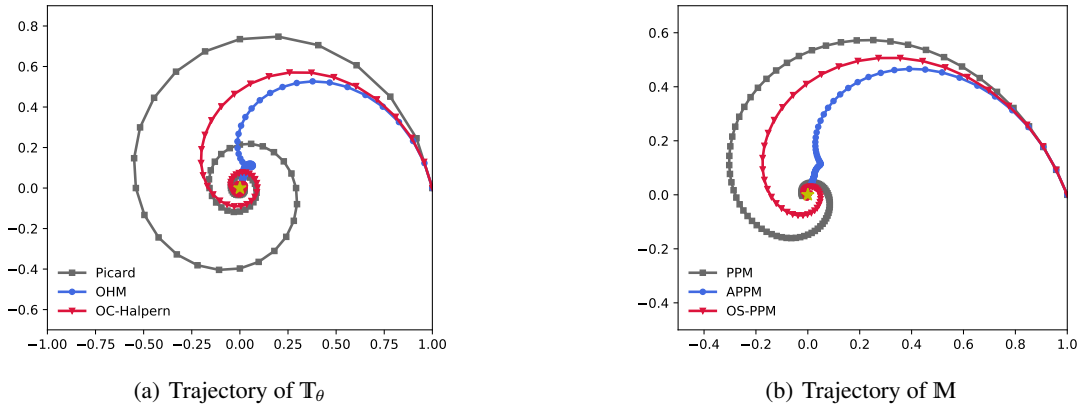 0.8
0.6
0.4
0.2
0.0
−0.2
−0.4
−0.6
−1.00 −0.75 −0.50 −0.25 0.00 0.25 0.50 0.75 1.00
Picard
OHM
OC-Halpern
(a) Trajectory of 𝕋θ
0.6
0.4
0.2
0.0
−0.2
−0.4
−0.4 −0.2 0.0 0.2 0.4 0.6 0.8 1.0
PPM
APPM
OS-PPM
(b) Trajectory of 𝕄